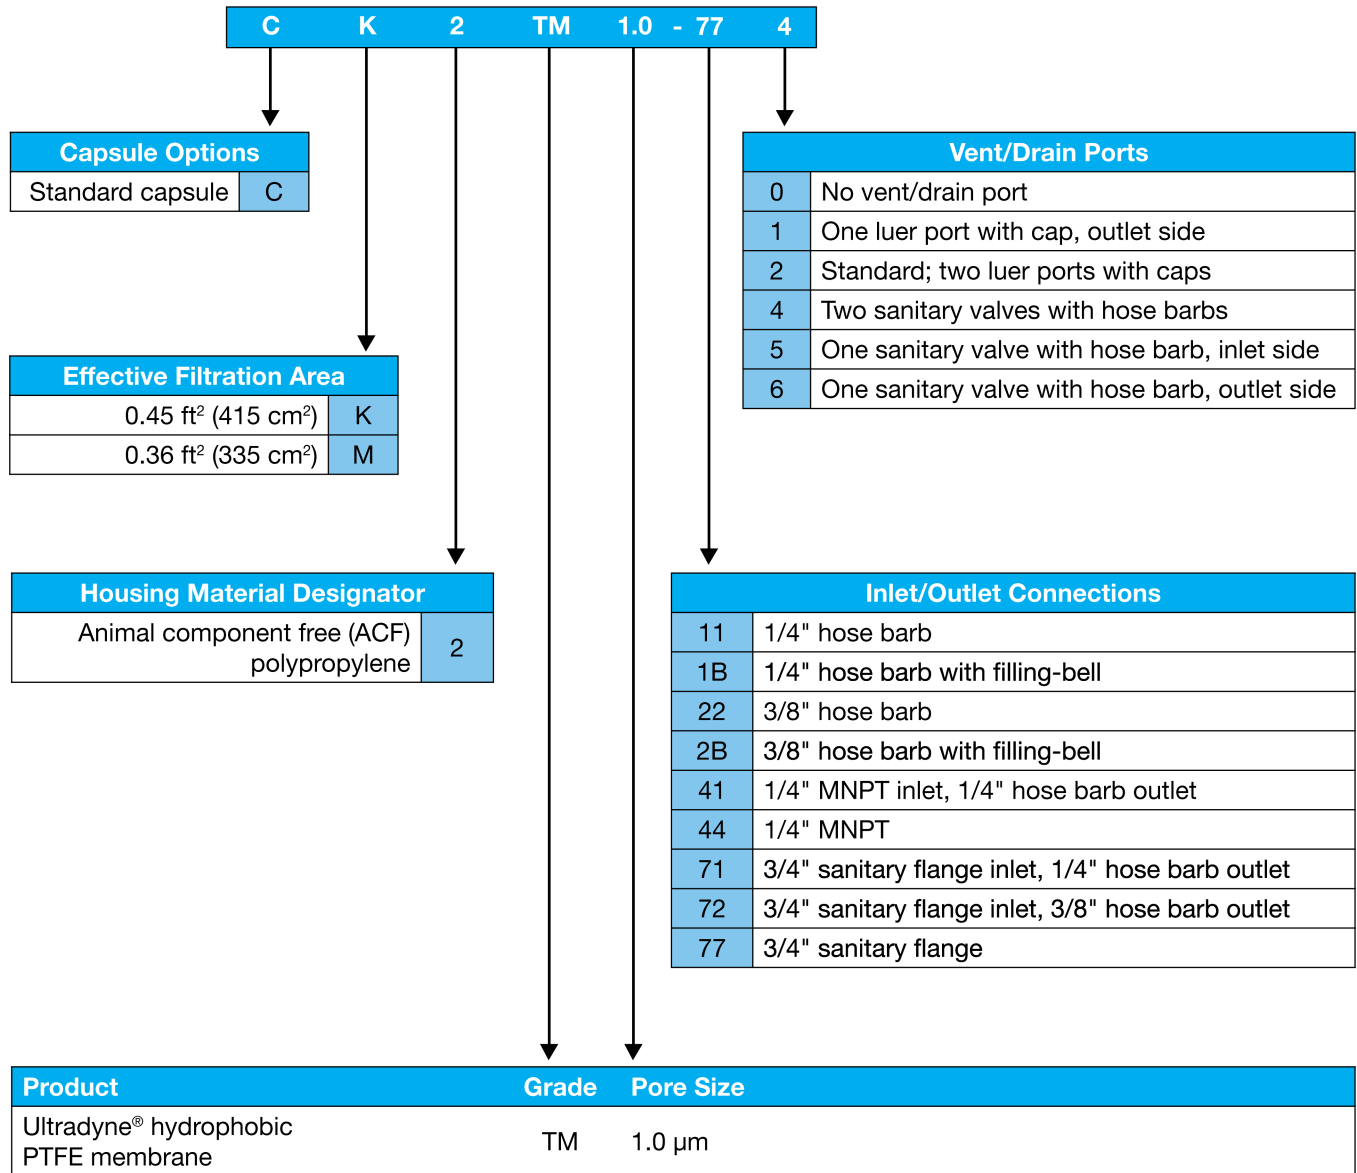 C K 2 TM 1.0 - 77 4
Capsule Options
Standard capsule C
Effective Filtration Area
0.45 ft² (415 cm²) K
0.36 ft² (335 cm²) M
Housing Material Designator
Animal component free (ACF)
polypropylene 2
Vent/Drain Ports
0 No vent/drain port
1 One luer port with cap, outlet side
2 Standard; two luer ports with caps
4 Two sanitary valves with hose barbs
5 One sanitary valve with hose barb, inlet side
6 One sanitary valve with hose barb, outlet side
Inlet/Outlet Connections
11 1/4" hose barb
1B 1/4" hose barb with filling-bell
22 3/8" hose barb
2B 3/8" hose barb with filling-bell
41 1/4" MNPT inlet, 1/4" hose barb outlet
44 1/4" MNPT
71 3/4" sanitary flange inlet, 1/4" hose barb outlet
72 3/4" sanitary flange inlet, 3/8" hose barb outlet
77 3/4" sanitary flange
Product Grade Pore Size
Ultradyne® hydrophobic
PTFE membrane TM 1.0 µm